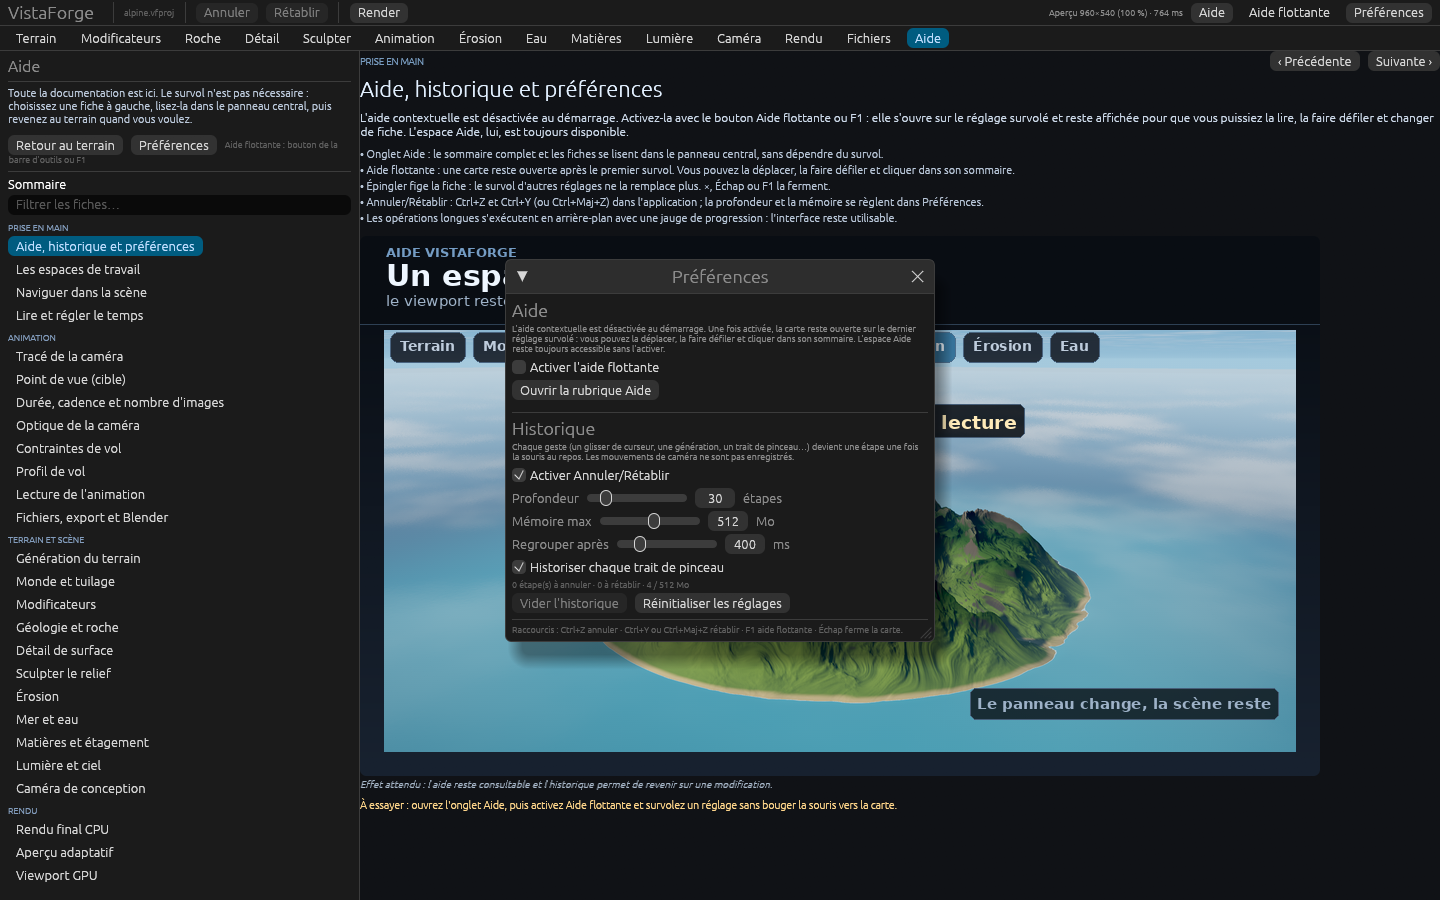 VistaForge
alpine.vfproj
Annuler
Rétablir
Render
Aperçu 960×540 (100 %) · 764 ms
Aide
Aide flottante
Préférences
Terrain
Modificateurs
Roche
Détail
Sculpter
Animation
Érosion
Eau
Matières
Lumière
Caméra
Rendu
Fichiers
Aide
Aide
Toute la documentation est ici. Le survol n'est pas nécessaire :
choisissez une fiche à gauche, lisez-la dans le panneau central, puis
revenez au terrain quand vous voulez.
Retour au terrain
Préférences
Aide flottante : bouton de la
barre d'outils ou F1
Sommaire
Filtrer les fiches…
PRISE EN MAIN
Aide, historique et préférences
Les espaces de travail
Naviguer dans la scène
Lire et régler le temps
ANIMATION
Tracé de la caméra
Point de vue (cible)
Durée, cadence et nombre d'images
Optique de la caméra
Contraintes de vol
Profil de vol
Lecture de l'animation
Fichiers, export et Blender
TERRAIN ET SCÈNE
Génération du terrain
Monde et tuilage
Modificateurs
Géologie et roche
Détail de surface
Sculpter le relief
Érosion
Mer et eau
Matières et étagement
Lumière et ciel
Caméra de conception
RENDU
Rendu final CPU
Aperçu adaptatif
Viewport GPU
PRISE EN MAIN
‹ Précédente
Suivante ›
Aide, historique et préférences
L'aide contextuelle est désactivée au démarrage. Activez-la avec le bouton Aide flottante ou F1 : elle s'ouvre sur le réglage survolé et reste affichée pour que vous puissiez la lire, la faire défiler et changer
de fiche. L'espace Aide, lui, est toujours disponible.
• Onglet Aide : le sommaire complet et les fiches se lisent dans le panneau central, sans dépendre du survol.
• Aide flottante : une carte reste ouverte après le premier survol. Vous pouvez la déplacer, la faire défiler et cliquer dans son sommaire.
• Épingler fige la fiche : le survol d'autres réglages ne la remplace plus. ×, Échap ou F1 la ferment.
• Annuler/Rétablir : Ctrl+Z et Ctrl+Y (ou Ctrl+Maj+Z) dans l'application ; la profondeur et la mémoire se règlent dans Préférences.
• Les opérations longues s'exécutent en arrière-plan avec une jauge de progression : l'interface reste utilisable.
AIDE VISTAFORGE
Un esp
le viewport rest
Terrain
Mo
n
Érosion
Eau
lecture
Le panneau change, la scène reste
Préférences
Aide
L'aide contextuelle est désactivée au démarrage. Une fois activée, la carte reste ouverte sur le dernier
réglage survolé : vous pouvez la déplacer, la faire défiler et cliquer dans son sommaire. L'espace Aide
reste toujours accessible sans l'activer.
Activer l'aide flottante
Ouvrir la rubrique Aide
Historique
Chaque geste (un glisser de curseur, une génération, un trait de pinceau…) devient une étape une fois
la souris au repos. Les mouvements de caméra ne sont pas enregistrés.
Activer Annuler/Rétablir
Profondeur 30 étapes
Mémoire max 512 Mo
Regrouper après 400 ms
Historiser chaque trait de pinceau
0 étape(s) à annuler · 0 à rétablir · 4 / 512 Mo
Vider l'historique
Réinitialiser les réglages
Raccourcis : Ctrl+Z annuler · Ctrl+Y ou Ctrl+Maj+Z rétablir · F1 aide flottante · Échap ferme la carte.
Effet attendu : l'aide reste consultable et l'historique permet de revenir sur une modification.
À essayer : ouvrez l'onglet Aide, puis activez Aide flottante et survolez un réglage sans bouger la souris vers la carte.